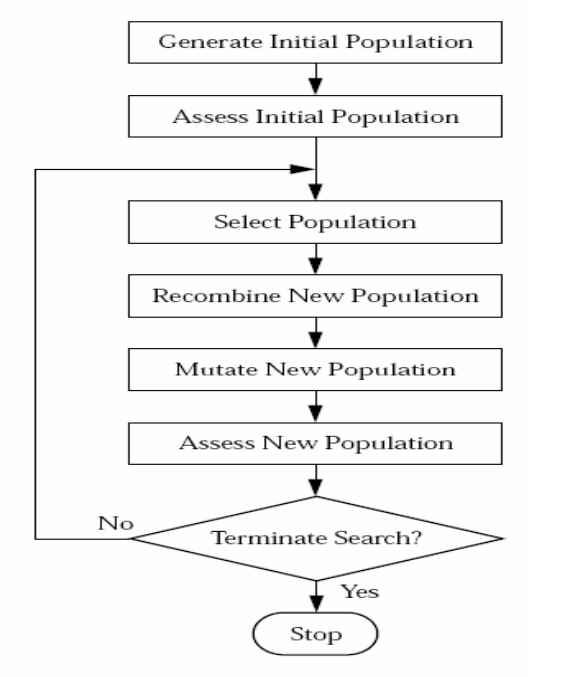 Generate Initial Population
Assess Initial Population
Select Population
Recombine New Population
Mutate New Population
Assess New Population
No
Terminate Search?
Yes
Stop